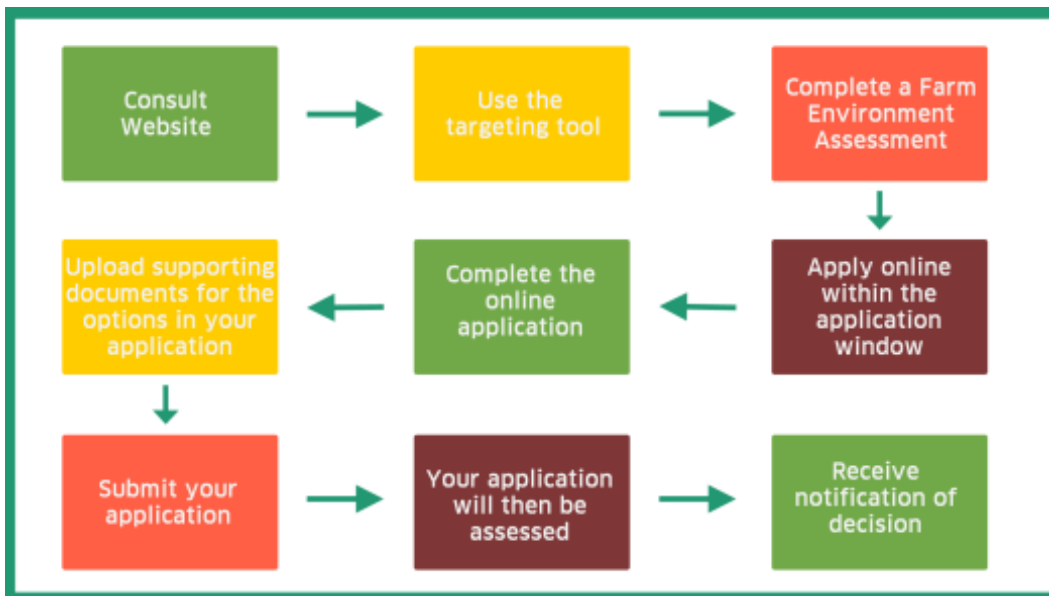 Consult
Website
Use the
targeting tool
Complete a Farm
Environment
Assessment
Apply online
within the
application
window
Complete the
online
application
Upload supporting
documents for the
options in your
application
Submit your
application
Your application
will then be
assessed
Receive
notification of
decision